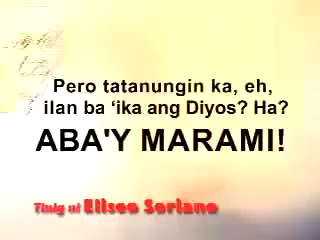 Pero tatanungin ka, eh,
ilan ba ‘ika ang Diyos? Ha?
ABA'Y MARAMI!
Tinig ni Eliseo Soriano